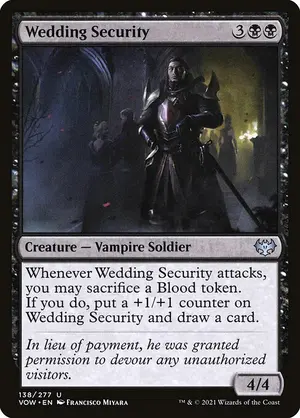 Wedding Security 3
Creature — Vampire Soldier
Whenever Wedding Security attacks,
you may sacrifice a Blood token.
If you do, put a +1/+1 counter on
Wedding Security and draw a card.
In lieu of payment, he was granted
permission to devour any unauthorized
visitors.
4/4
138/277 U
VOW • EN Francisco Miyara
™ & © 2021 Wizards of the Coast